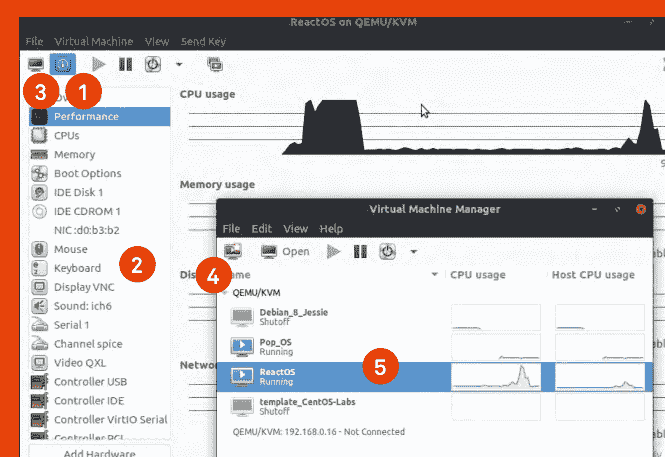 ReactOS on QEMU/KVM
File Virtual Machine View Send Key
3 1
CPU usage
Performance
CPUs
Memory
Boot Options
IDE Disk 1
IDE CDROM 1
NIC :d0:b3:b2
Mouse
Keyboard
Display VNC
Sound: ich6
Serial 1
Channel spice
Video QXL
Controller USB
Controller IDE
Controller VirtIO Serial
Controller PCI
Add Hardware
2
Memory usage
Virtual Machine Manager
File Edit View Help
Open
4
CPU usage Host CPU usage
QEMU/KVM
Debian_8_Jessie
Shutoff
Pop_OS
Running
ReactOS
Running
5
template_CentOS-Labs
Shutoff
QEMU/KVM: 192.168.0.16 - Not Connected